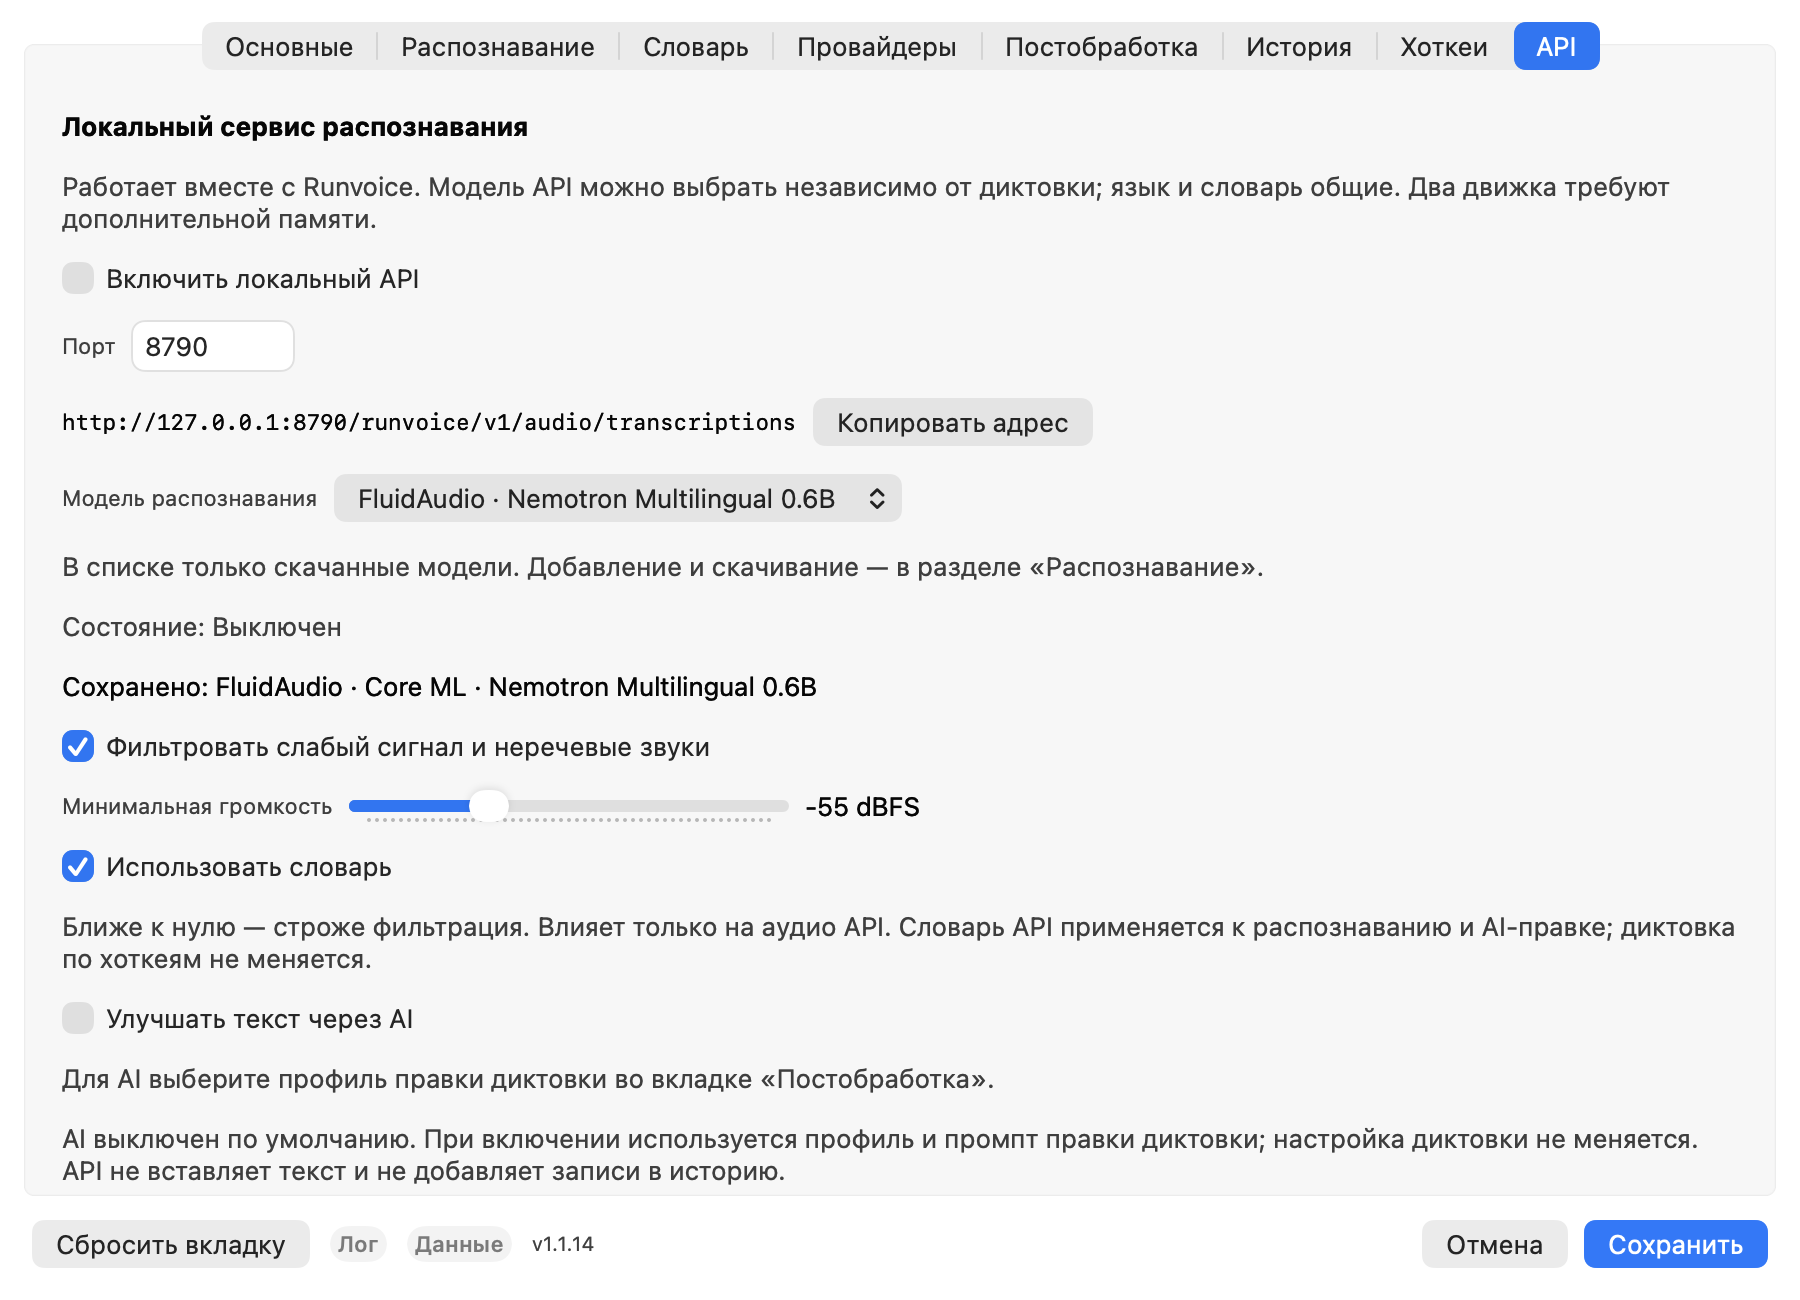 Основные
Распознавание
Словарь
Провайдеры
Постобработка
История
Хоткеи
API
Локальный сервис распознавания
Работает вместе с Runvoice. Модель API можно выбрать независимо от диктовки; язык и словарь общие. Два движка требуют
дополнительной памяти.
Включить локальный API
Порт 8790
http://127.0.0.1:8790/runvoice/v1/audio/transcriptions Копировать адрес
Модель распознавания FluidAudio · Nemotron Multilingual 0.6B
В списке только скачанные модели. Добавление и скачивание — в разделе «Распознавание».
Состояние: Выключен
Сохранено: FluidAudio · Core ML · Nemotron Multilingual 0.6B
Фильтровать слабый сигнал и неречевые звуки
Минимальная громкость -55 dBFS
Использовать словарь
Ближе к нулю — строже фильтрация. Влияет только на аудио API. Словарь API применяется к распознаванию и AI-правке; диктовка
по хоткеям не меняется.
Улучшать текст через AI
Для AI выберите профиль правки диктовки во вкладке «Постобработка».
AI выключен по умолчанию. При включении используется профиль и промпт правки диктовки; настройка диктовки не меняется.
API не вставляет текст и не добавляет записи в историю.
Сбросить вкладку Лог Данные v1.1.14 Отмена Сохранить